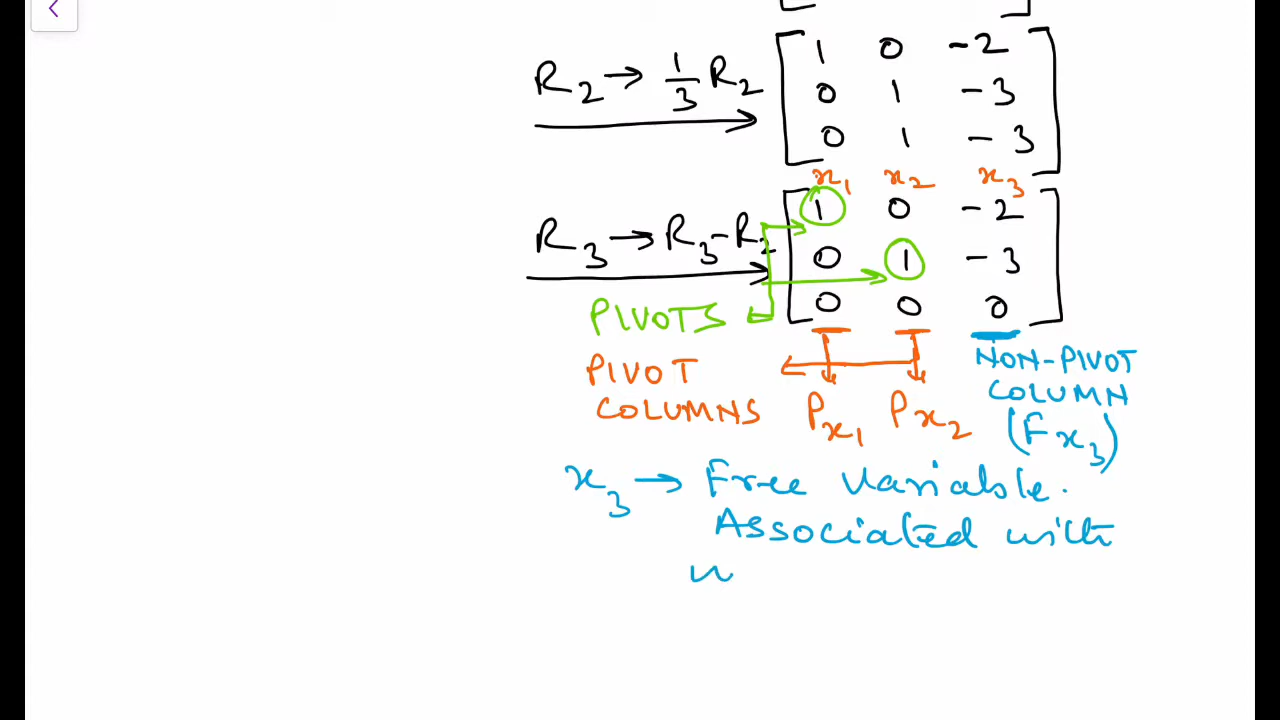 R₂ → 1/3 R₂ [ 1 0 -2
0 1 -3
0 1 -3 ]
x₁ x₂ x₃
R₃ → R₃-R₂ [ 1 0 -2
0 1 -3
0 0 0 ]
PIVOTS
PIVOT COLUMNS
Px₁ Px₂
NON-PIVOT
COLUMN
(Fx₃)
x₃ → Free variable.
Associated with